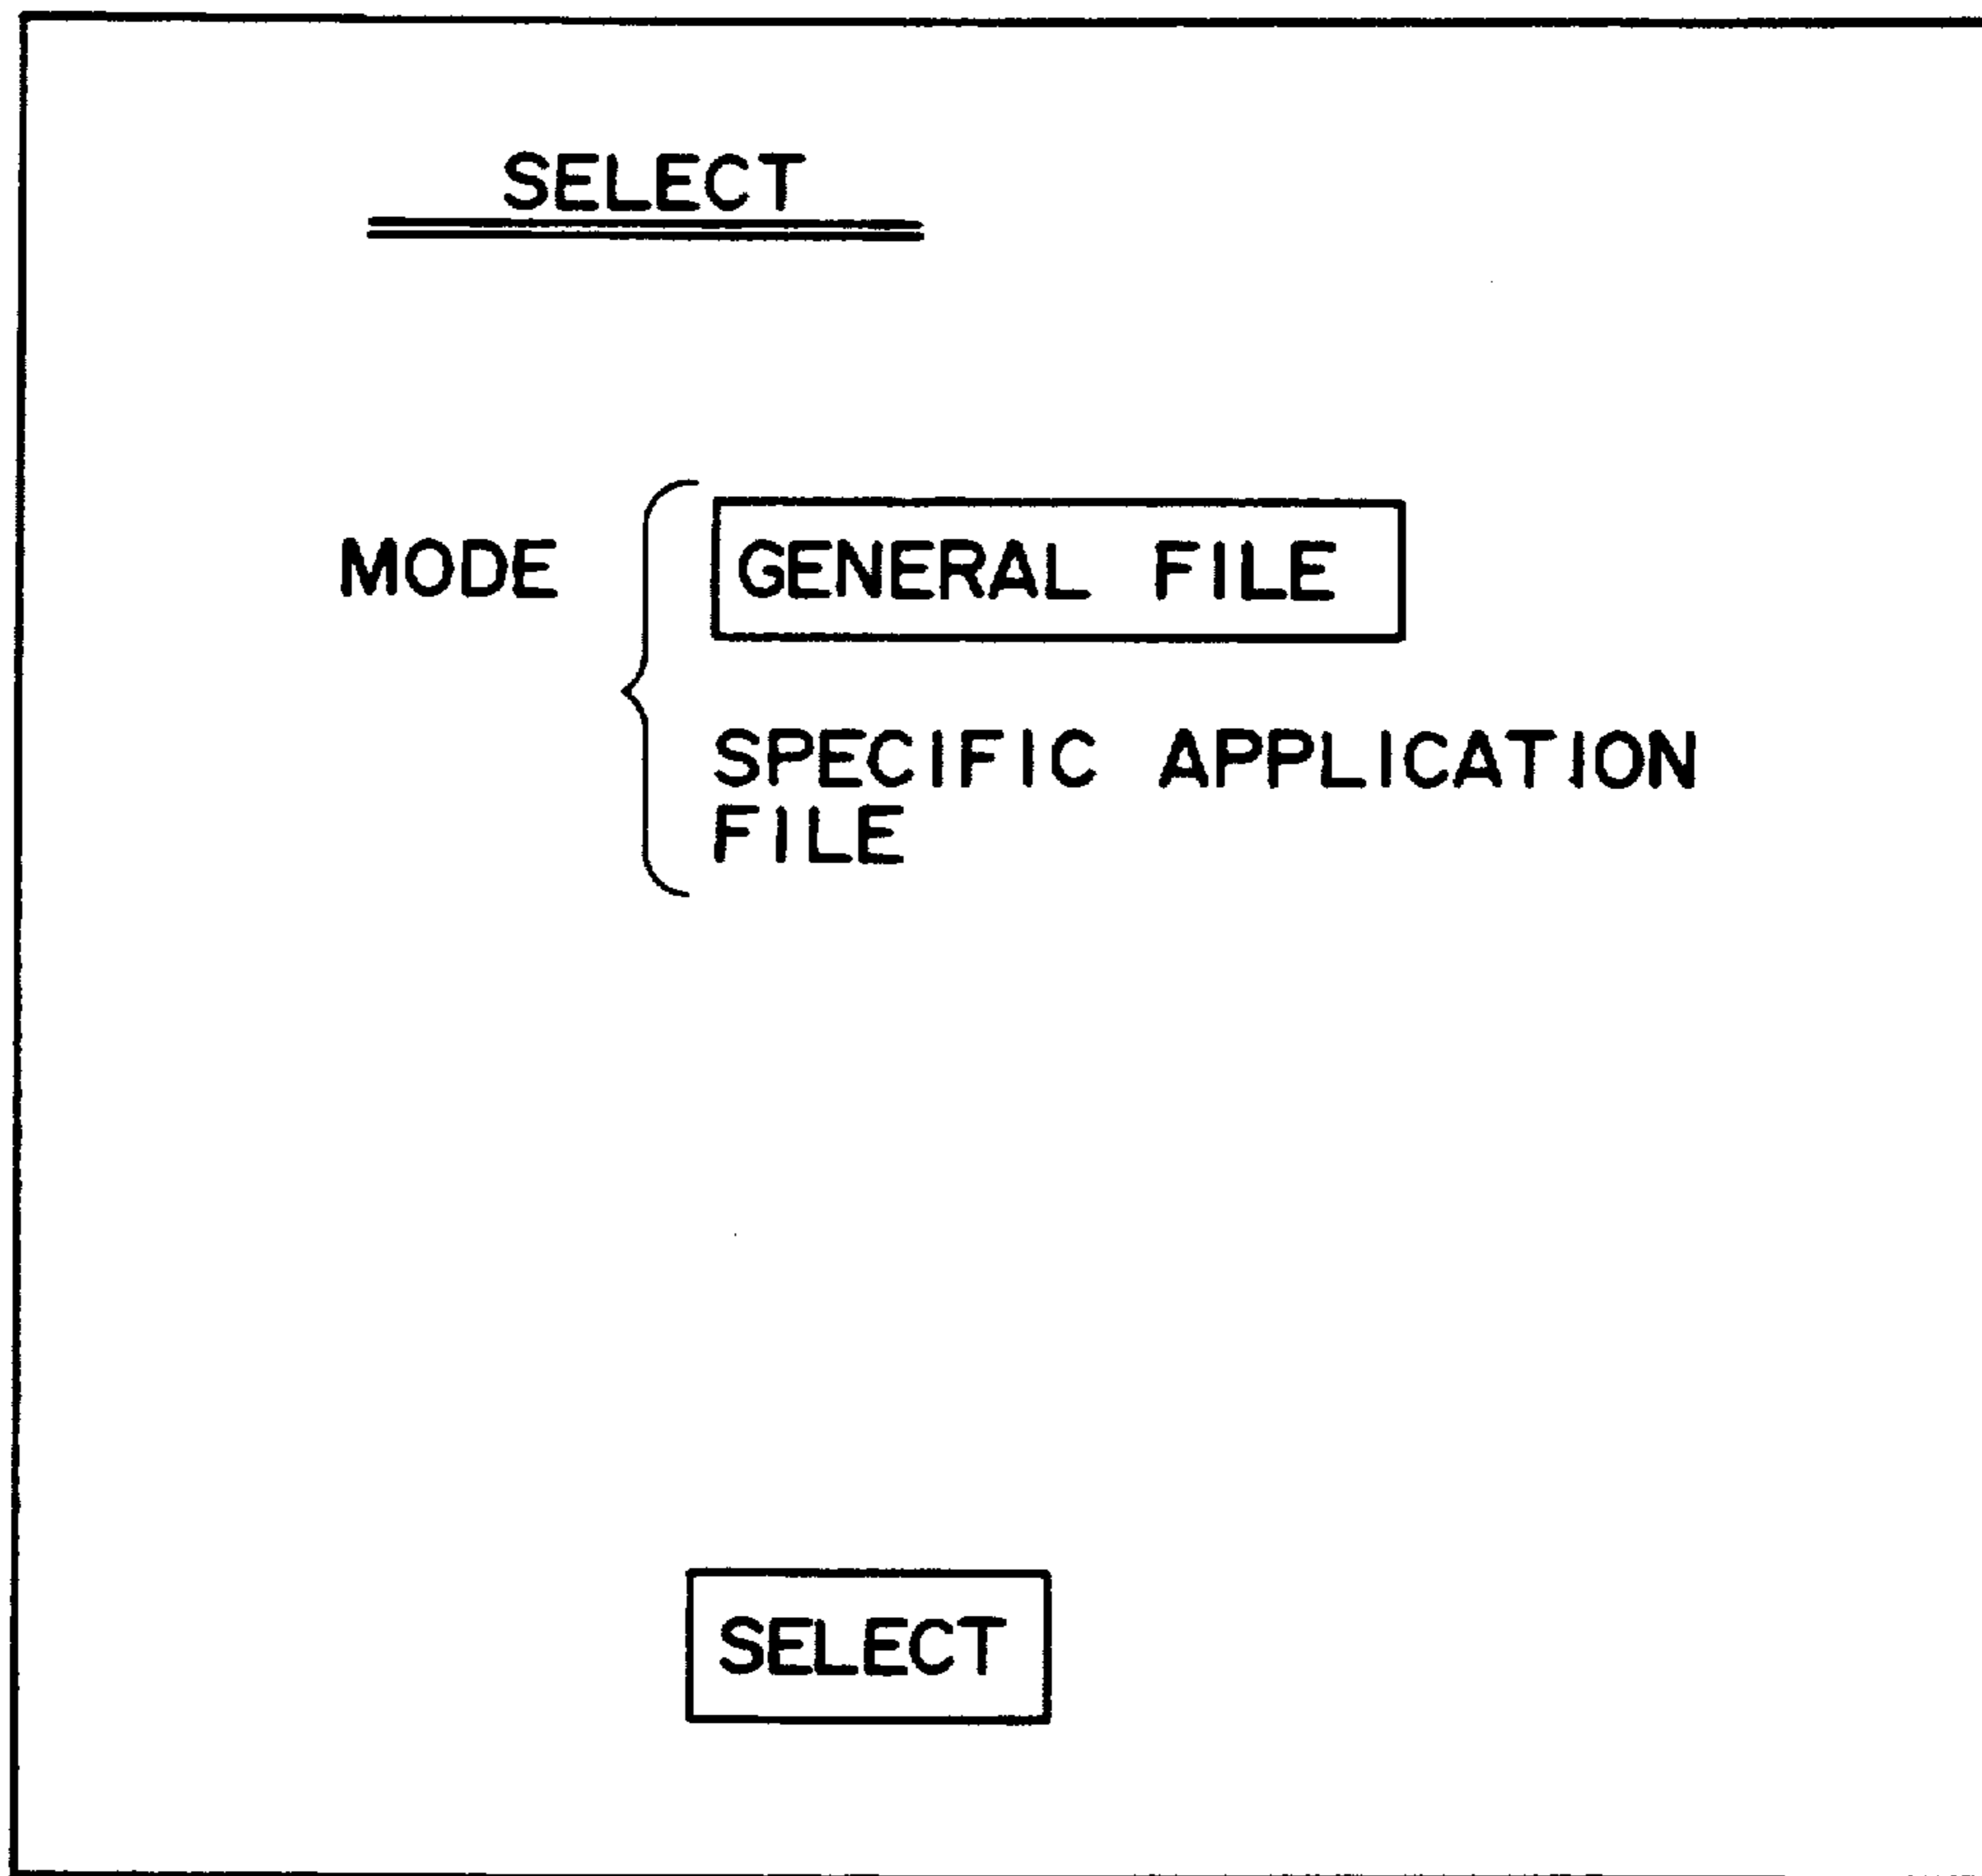 SELECT
MODE
GENERAL FILE
SPECIFIC APPLICATION
FILE
SELECT